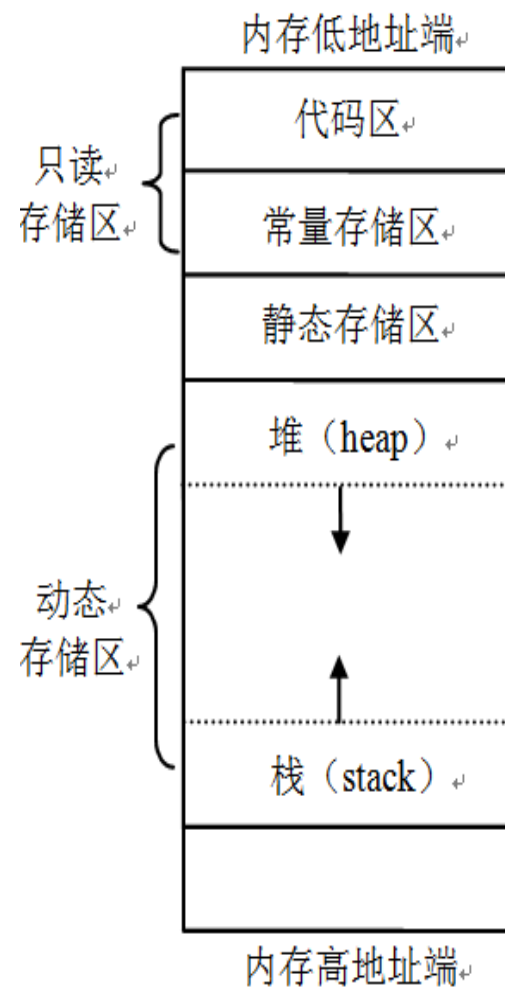 内存低地址端
代码区
只读
存储区
常量存储区
静态存储区
堆（heap）
动态
存储区
栈（stack）
内存高地址端